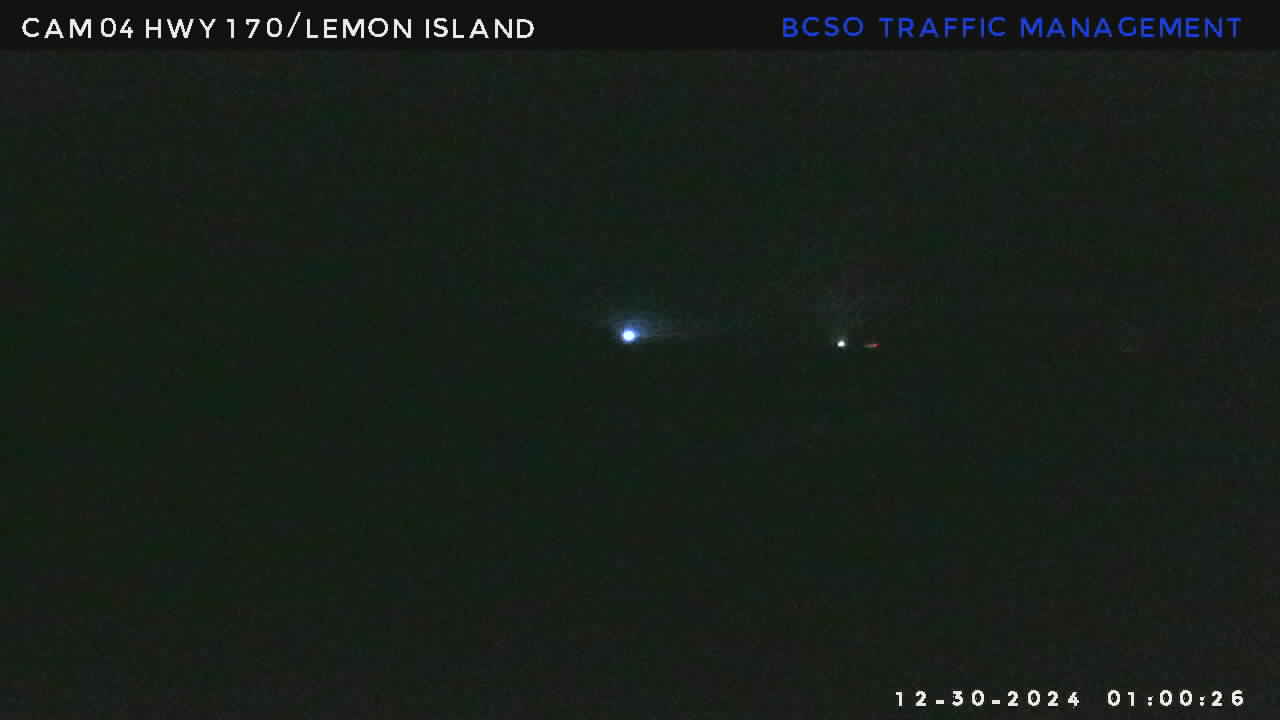 CAM04 HWY 170/LEMON ISLAND
BCSO TRAFFIC MANAGEMENT
12-30-2024 01:00:26